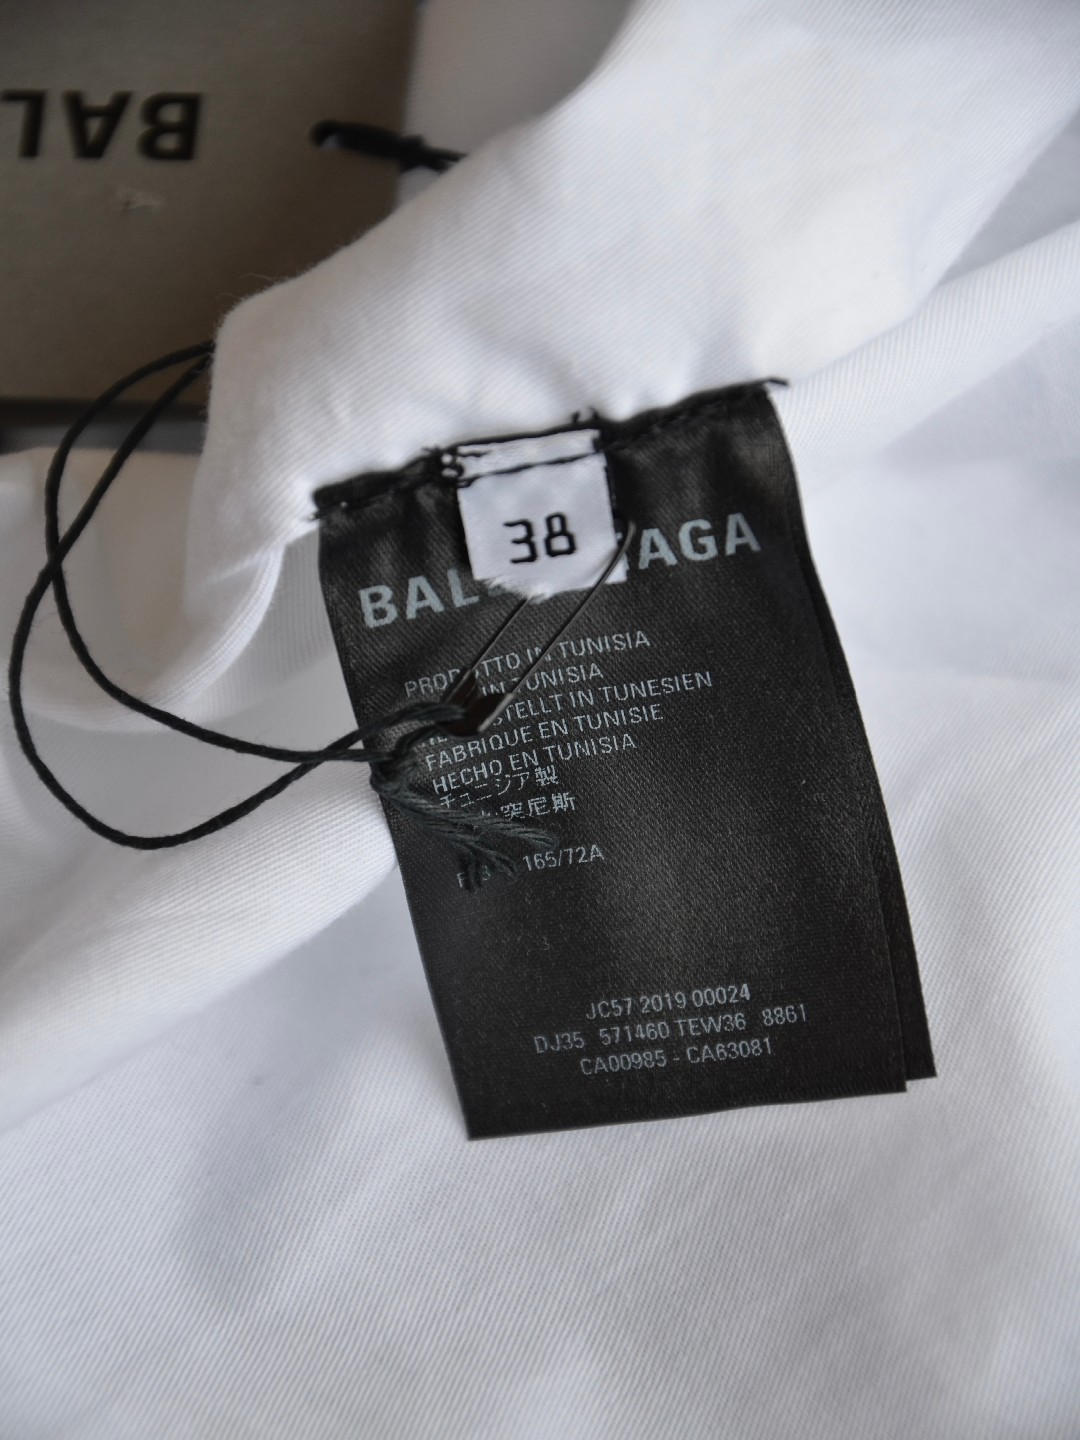 BAL
38
BAL AGA
PRODOTTO IN TUNISIA
IN TUNISIA
STELLT IN TUNESIEN
FABRIQUE EN TUNISIE
HECHO EN TUNISIA
チュニジア製
突尼斯
165/72A
JC57 2019 00024
DJ35 571460 TEW36 8861
CA00985 - CA63081